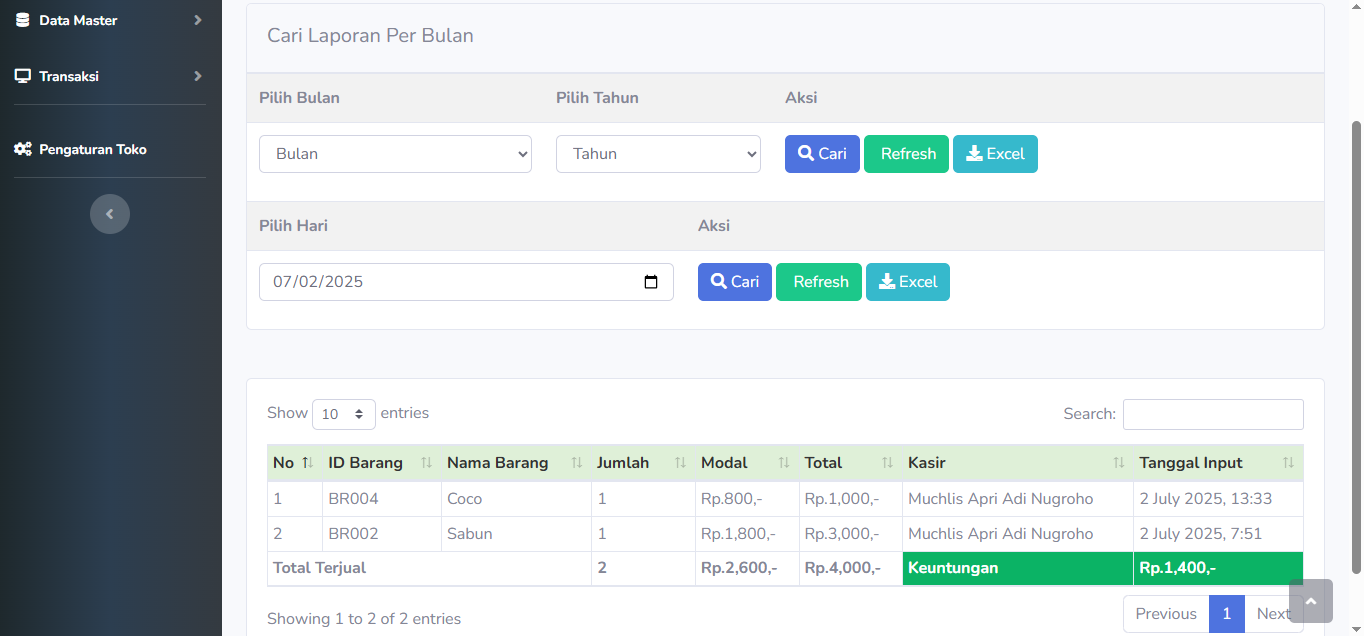 Data Master
Transaksi
Pengaturan Toko
Cari Laporan Per Bulan
Pilih Bulan Pilih Tahun Aksi
Bulan Tahun Cari Refresh Excel
Pilih Hari Aksi
07/02/2025 Cari Refresh Excel
Show 10 entries Search:
No ID Barang Nama Barang Jumlah Modal Total Kasir Tanggal Input
1 BR004 Coco 1 Rp.800,- Rp.1,000,- Muchlis Apri Adi Nugroho 2 July 2025, 13:33
2 BR002 Sabun 1 Rp.1,800,- Rp.3,000,- Muchlis Apri Adi Nugroho 2 July 2025, 7:51
Total Terjual 2 Rp.2,600,- Rp.4,000,- Keuntungan Rp.1,400,-
Showing 1 to 2 of 2 entries Previous 1 Next